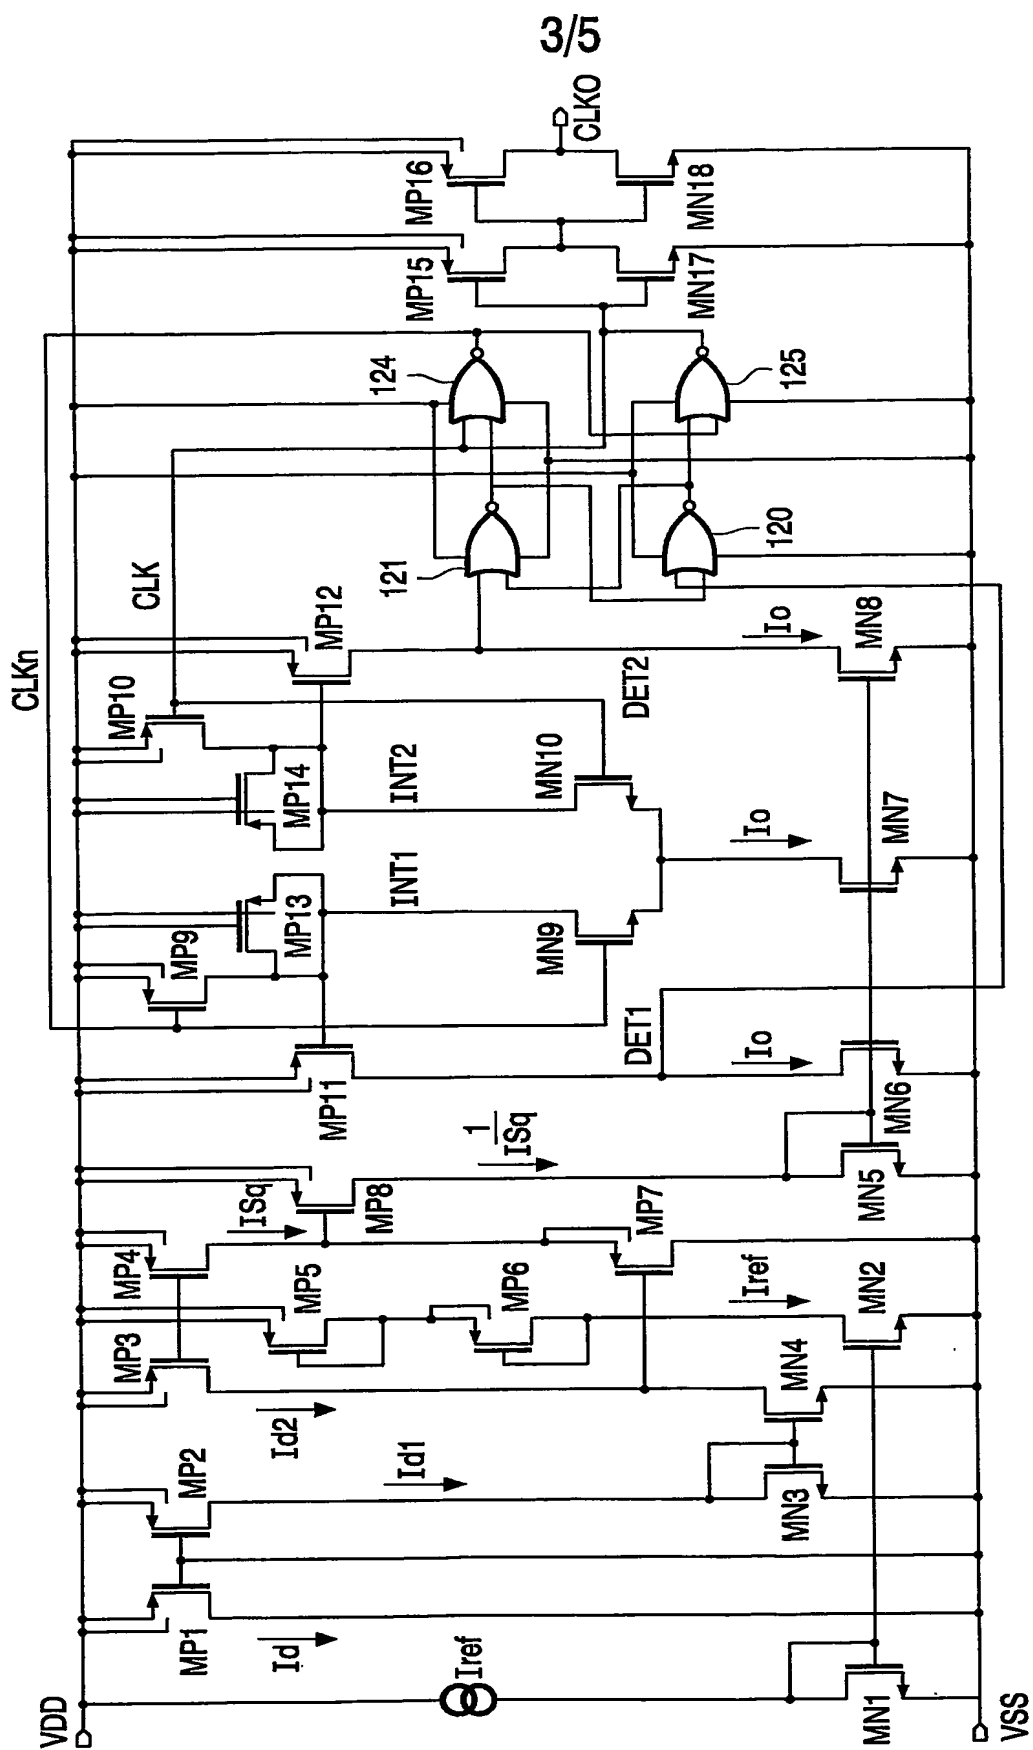 3/5
VDD
VSS
Iref
MN1
MP1
Id
MP2
Id1
MN3
MN4
MP3
Id2
MP4
MP5
MP6
Iref
MN2
ISq
MP7
MP8
1
ISq
MN5
MN6
MP11
DET1
Io
MP9
MP13
INT1
MN9
MP14
INT2
MN10
Io
MN7
CLKn
MP10
MP12
CLK
DET2
Io
MN8
121
120
124
125
MP15
MN17
MP16
MN18
CLKO